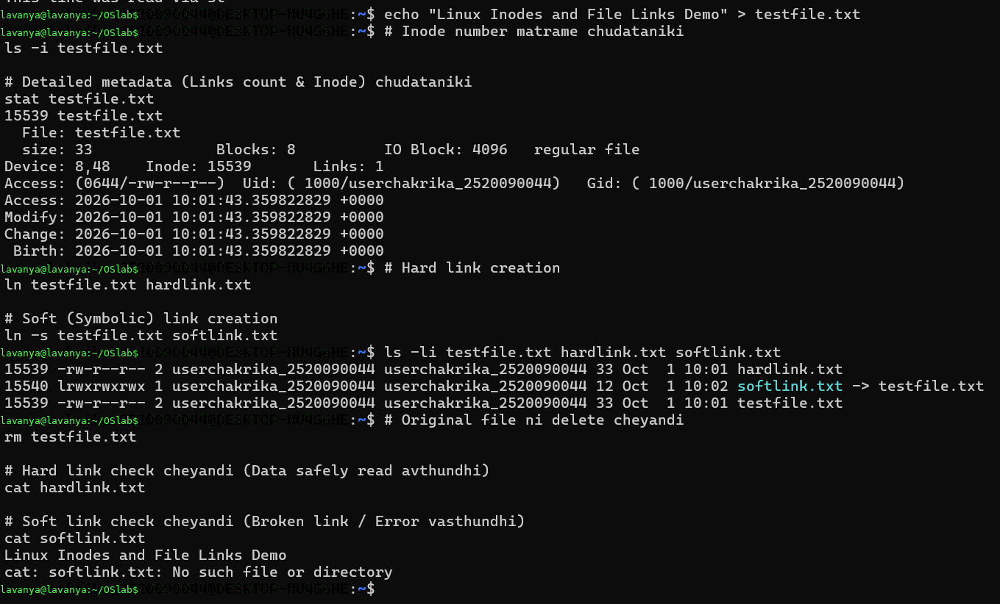 lavanya@lavanya:~/OSlab$ :~$ echo "Linux Inodes and File Links Demo" > testfile.txt
lavanya@lavanya:~/OSlab$ :~$ # Inode number matrame chudataniki
ls -i testfile.txt
# Detailed metadata (Links count & Inode) chudataniki
stat testfile.txt
15539 testfile.txt
File: testfile.txt
size: 33 Blocks: 8 IO Block: 4096 regular file
Device: 8,48 Inode: 15539 Links: 1
Access: (0644/-rw-r--r--) Uid: ( 1000/userchakrika_2520090044) Gid: ( 1000/userchakrika_2520090044)
Access: 2026-10-01 10:01:43.359822829 +0000
Modify: 2026-10-01 10:01:43.359822829 +0000
Change: 2026-10-01 10:01:43.359822829 +0000
Birth: 2026-10-01 10:01:43.359822829 +0000
lavanya@lavanya:~/OSlab$ :~$ # Hard link creation
ln testfile.txt hardlink.txt
# Soft (Symbolic) link creation
ln -s testfile.txt softlink.txt
lavanya@lavanya:~/OSlab$ :~$ ls -li testfile.txt hardlink.txt softlink.txt
15539 -rw-r--r-- 2 userchakrika_2520090044 userchakrika_2520090044 33 Oct 1 10:01 hardlink.txt
15540 lrwxrwxrwx 1 userchakrika_2520090044 userchakrika_2520090044 12 Oct 1 10:02 softlink.txt -> testfile.txt
15539 -rw-r--r-- 2 userchakrika_2520090044 userchakrika_2520090044 33 Oct 1 10:01 testfile.txt
lavanya@lavanya:~/OSlab$ :~$ # Original file ni delete cheyandi
rm testfile.txt
# Hard link check cheyandi (Data safely read avthundhi)
cat hardlink.txt
# Soft link check cheyandi (Broken link / Error vasthundhi)
cat softlink.txt
Linux Inodes and File Links Demo
cat: softlink.txt: No such file or directory
lavanya@lavanya:~/OSlab$ :~$